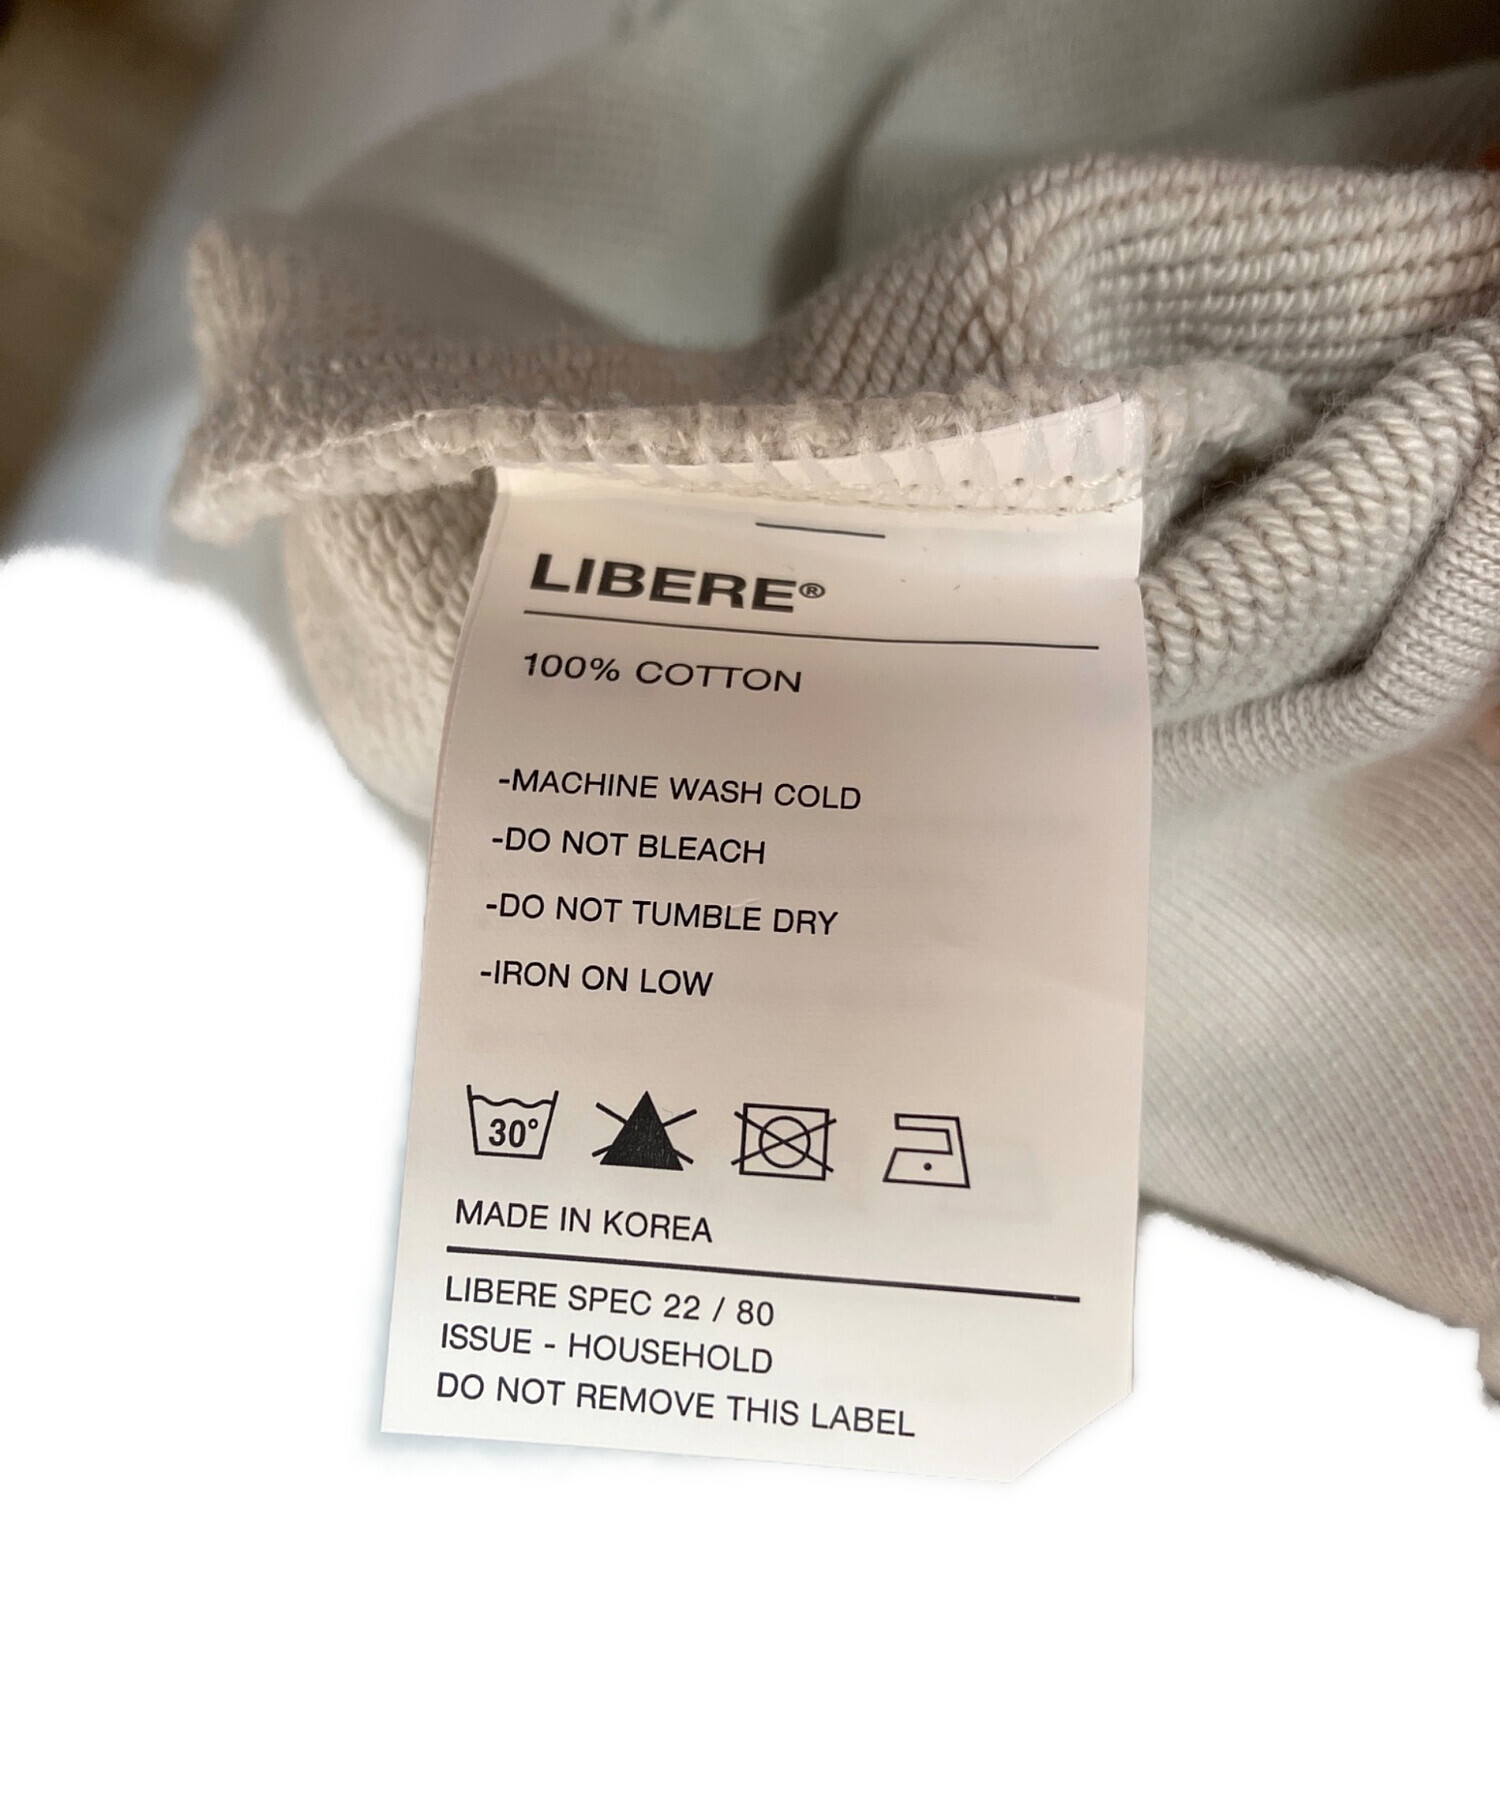 LIBERE®
100% COTTON
-MACHINE WASH COLD
-DO NOT BLEACH
-DO NOT TUMBLE DRY
-IRON ON LOW
30°
MADE IN KOREA
LIBERE SPEC 22 / 80
ISSUE - HOUSEHOLD
DO NOT REMOVE THIS LABEL